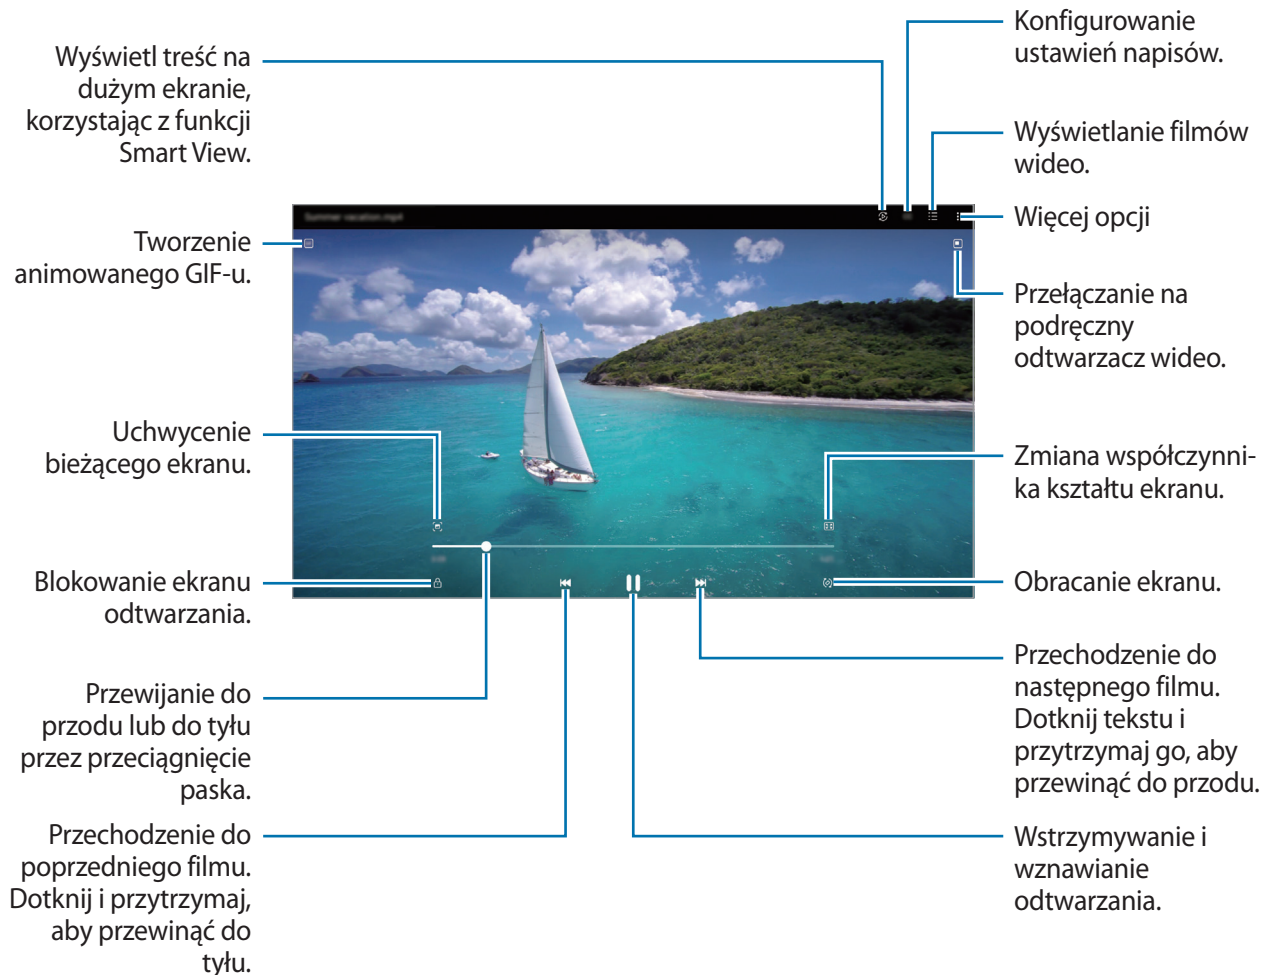 Wyświetl treść na
dużym ekranie,
korzystając z funkcji
Smart View.
Tworzenie
animowanego GIF-u.
Uchwycenie
bieżącego ekranu.
Blokowanie ekranu
odtwarzania.
Przewijanie do
przodu lub do tyłu
przez przeciągnięcie
paska.
Przechodzenie do
poprzedniego filmu.
Dotknij i przytrzymaj,
aby przewinąć do
tyłu.
Summer vacation.mp4
Konfigurowanie
ustawień napisów.
Wyświetlanie filmów
wideo.
Więcej opcji
Przełączanie na
podręczny
odtwarzacz wideo.
Zmiana współczynni-
ka kształtu ekranu.
Obracanie ekranu.
Przechodzenie do
następnego filmu.
Dotknij tekstu i
przytrzymaj go, aby
przewinąć do przodu.
Wstrzymywanie i
wznawianie
odtwarzania.